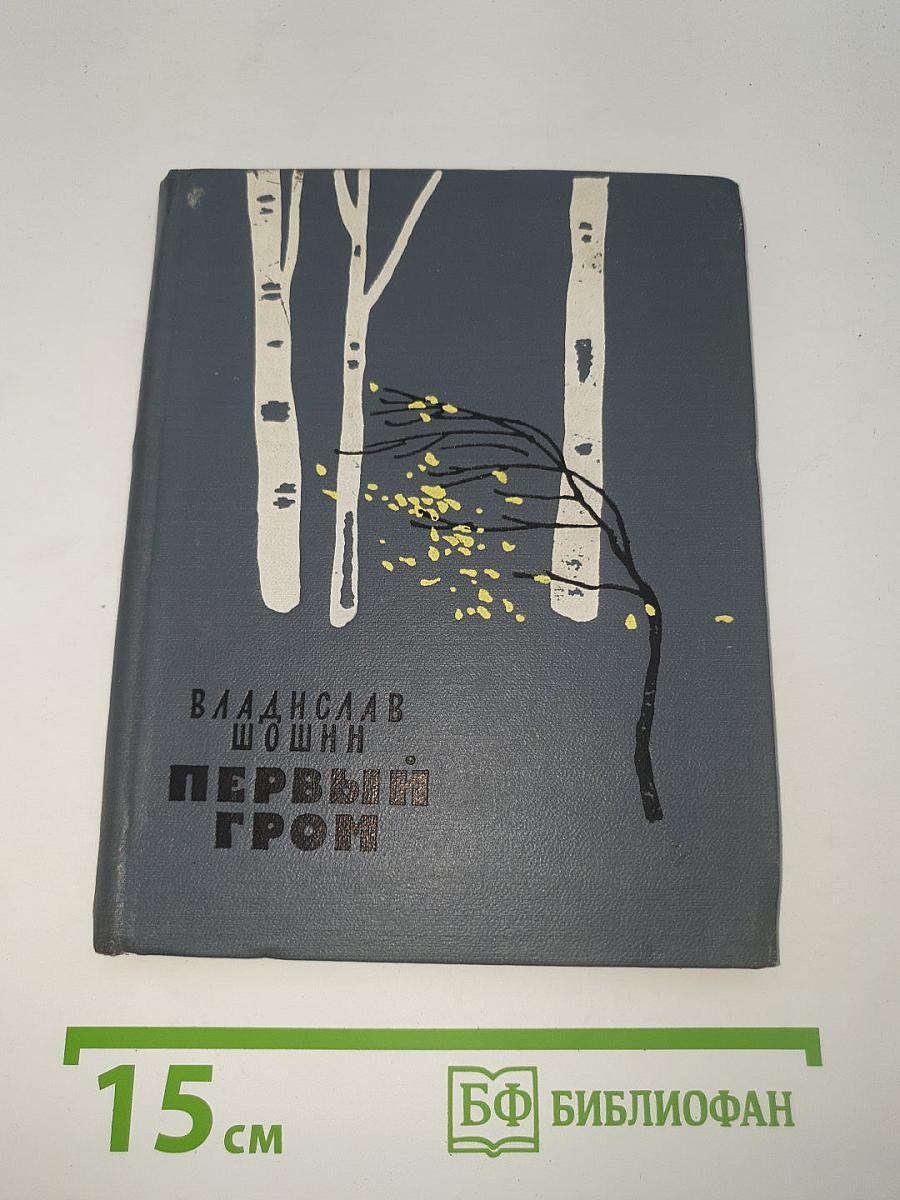 ВЛАДИСЛАВ
ШОШИН
ПЕРВЫЙ
ГРОМ
15 см
БФ БИБЛИОФАН